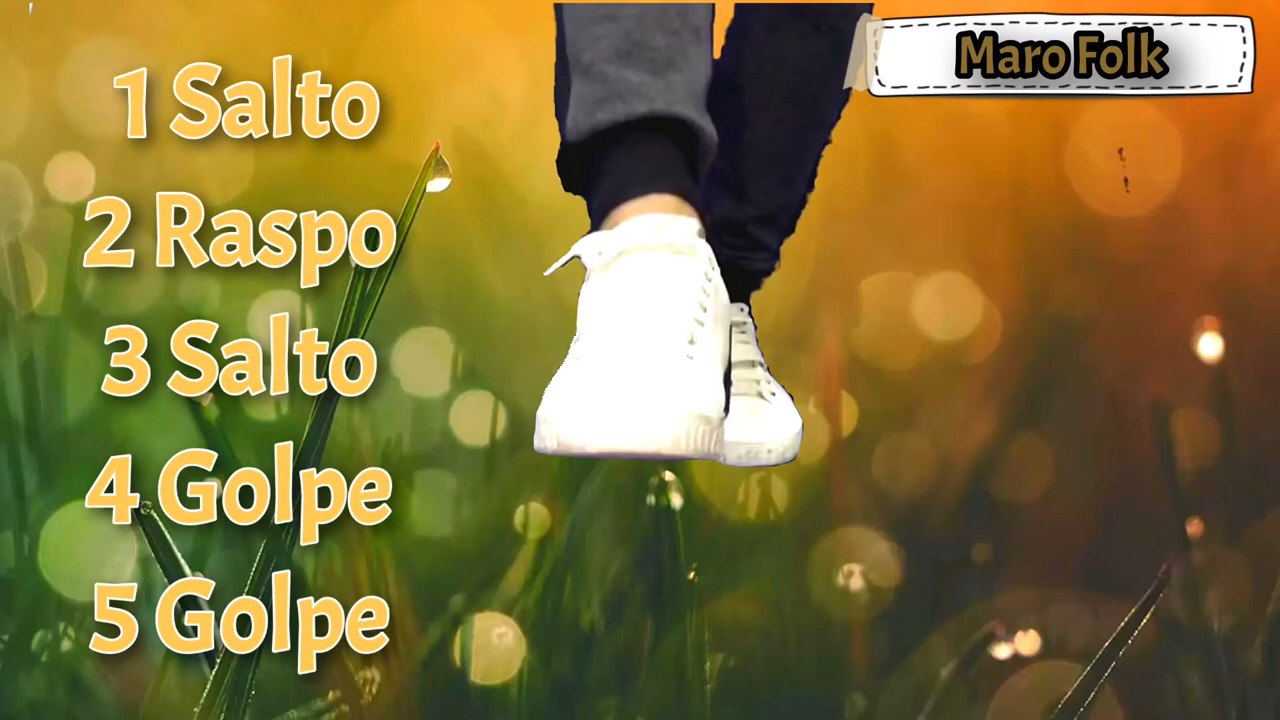 Maro Folk
1 Salto
2 Raspo
3 Salto
4 Golpe
5 Golpe